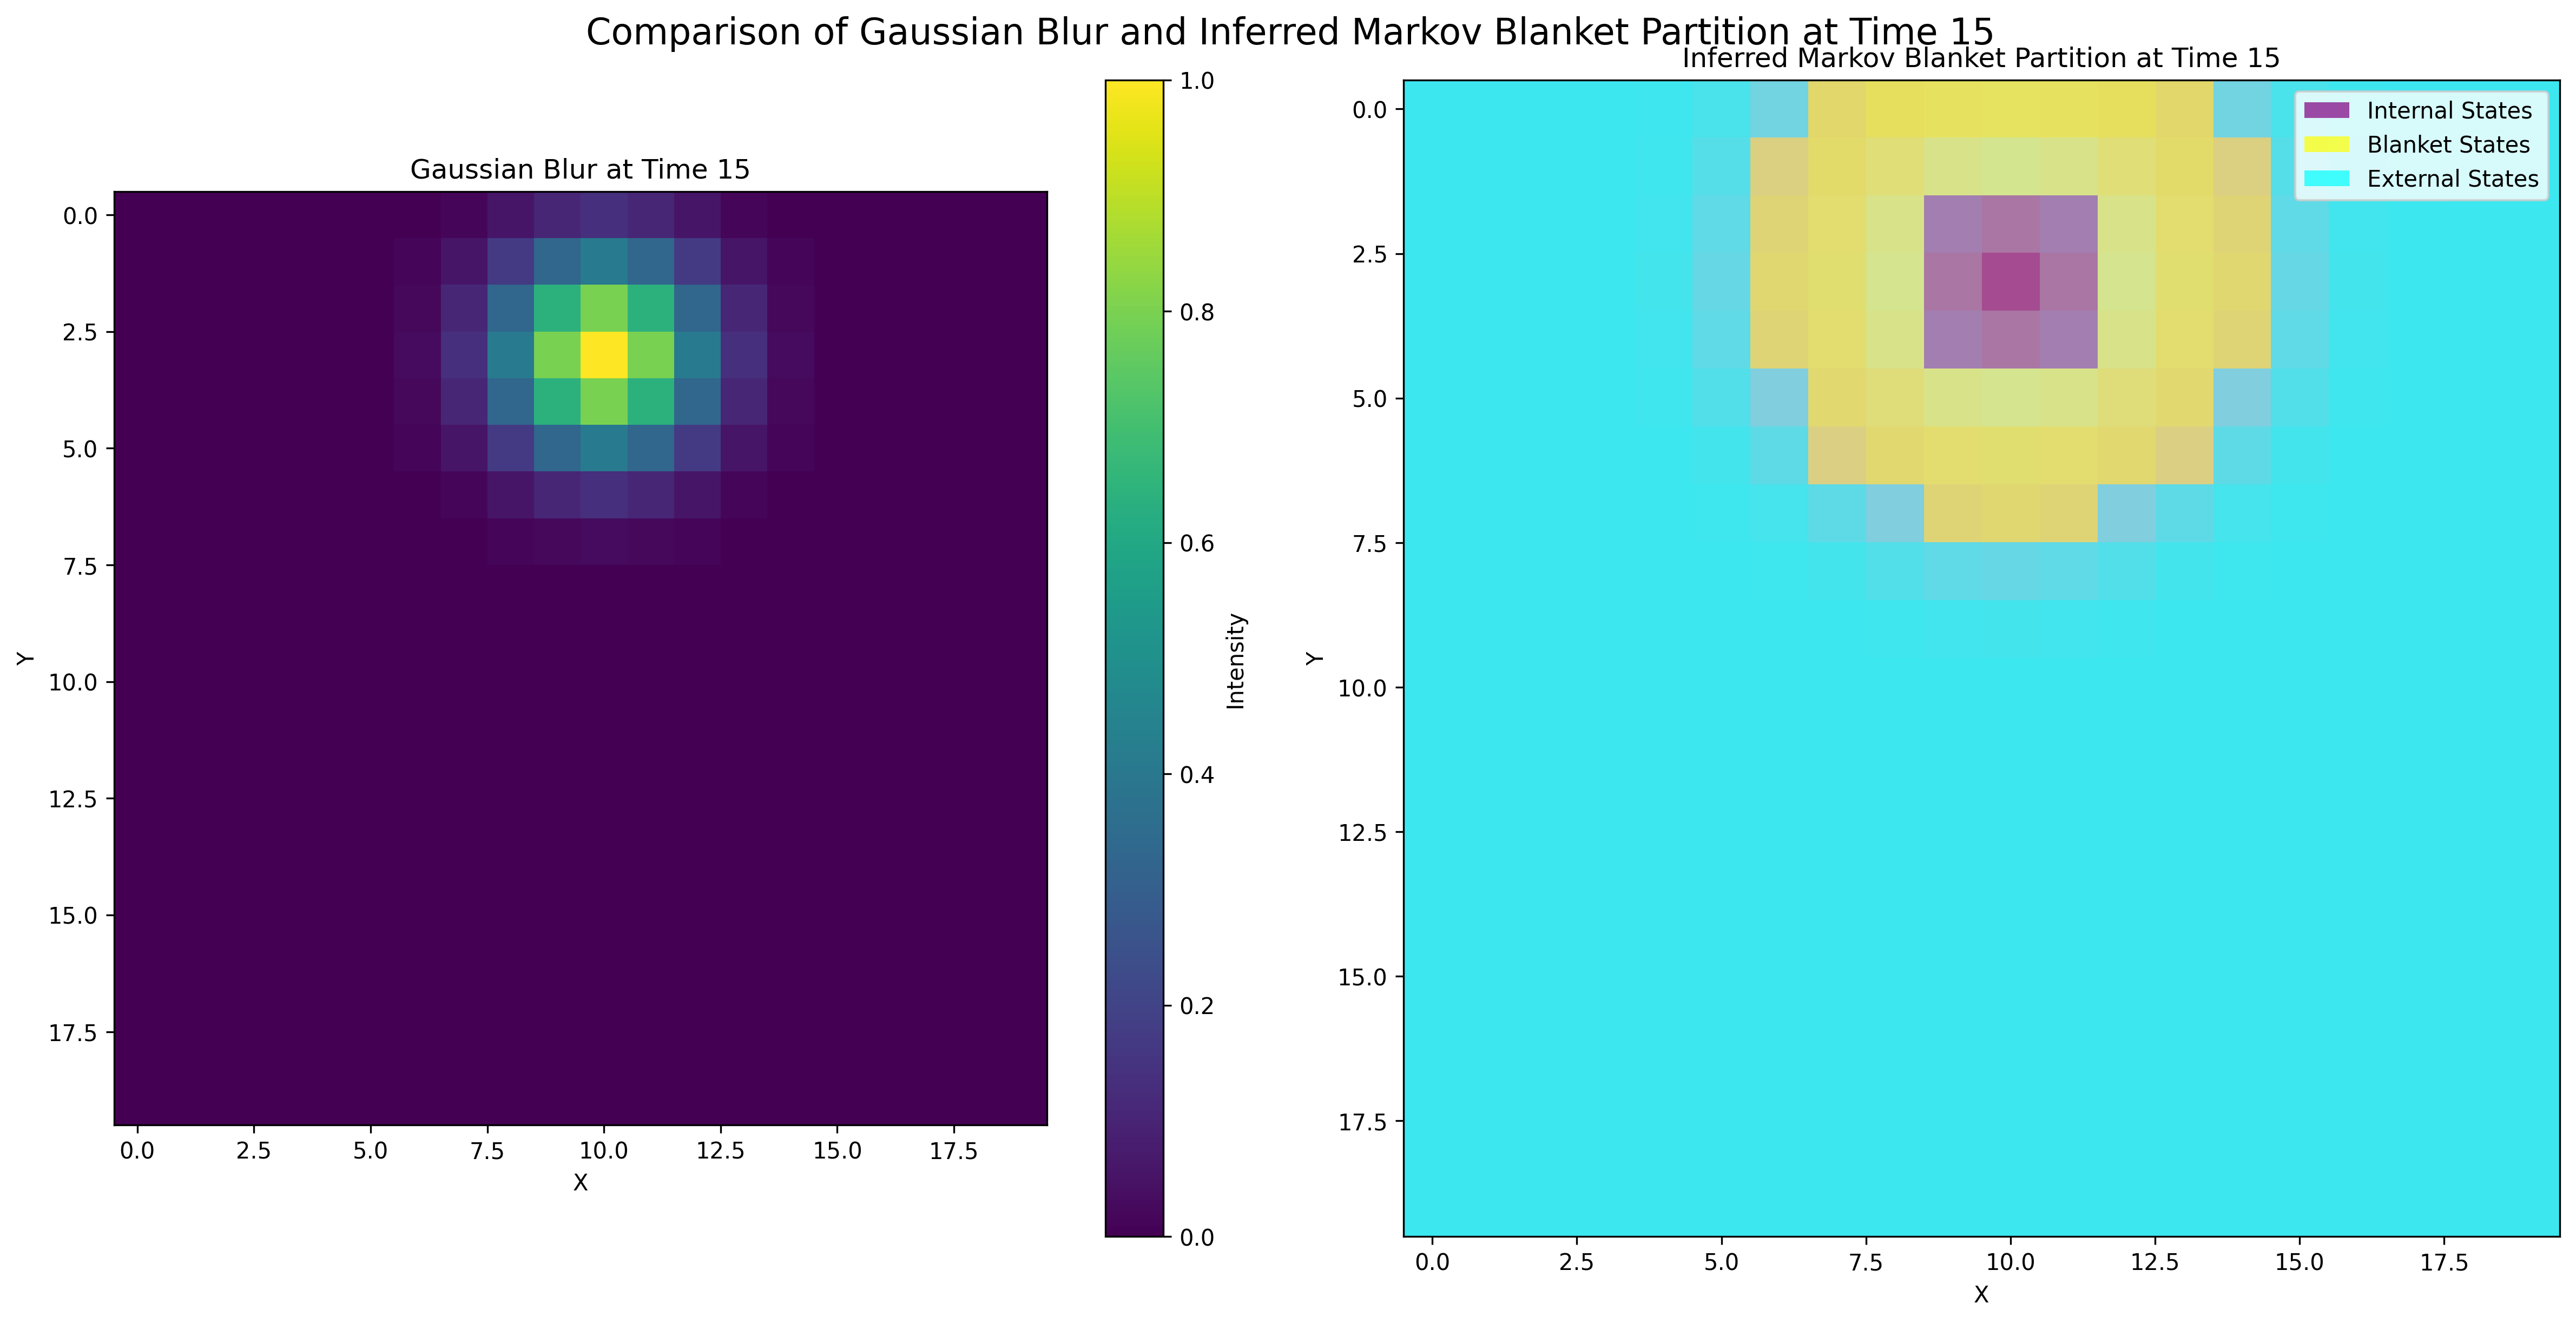 Comparison of Gaussian Blur and Inferred Markov Blanket Partition at Time 15
Gaussian Blur at Time 15
0.0
2.5
5.0
7.5
10.0
12.5
15.0
17.5
Y
0.0 2.5 5.0 7.5 10.0 12.5 15.0 17.5
X
1.0
0.8
0.6
0.4
0.2
0.0
Intensity
Inferred Markov Blanket Partition at Time 15
Internal States
Blanket States
External States
0.0
2.5
5.0
7.5
10.0
12.5
15.0
17.5
Y
0.0 2.5 5.0 7.5 10.0 12.5 15.0 17.5
X